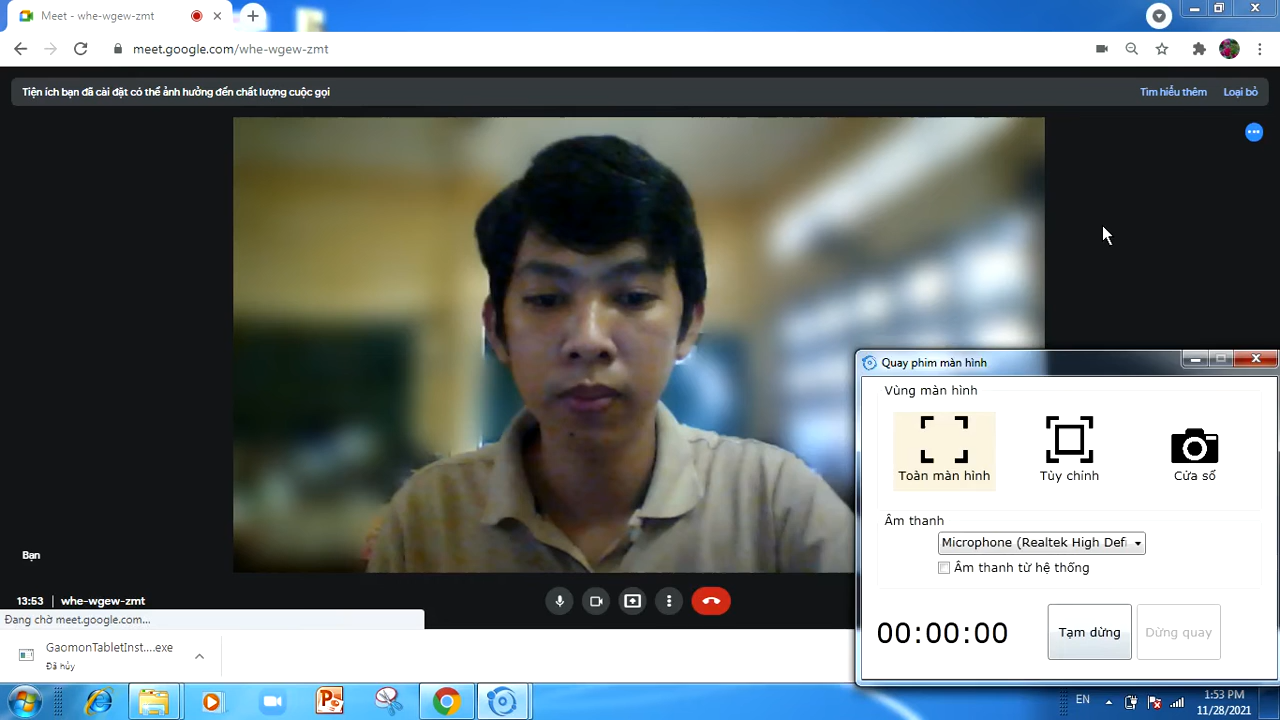 Meet - whe-wgew-zmt
meet.google.com/whe-wgew-zmt
Tiện ích bạn đã cài đặt có thể ảnh hưởng đến chất lượng cuộc gọi
Tìm hiểu thêm
Loại bỏ
Quay phim màn hình
Vùng màn hình
Toàn màn hình
Tùy chỉnh
Cửa sổ
Âm thanh
Microphone (Realtek High Defi
Âm thanh từ hệ thống
00:00:00
Tạm dừng
Dừng quay
Bạn
13:53
whe-wgew-zmt
Đang chờ meet.google.com...
GaomonTabletInst....exe
Đã hủy
EN
1:53 PM
11/28/2021